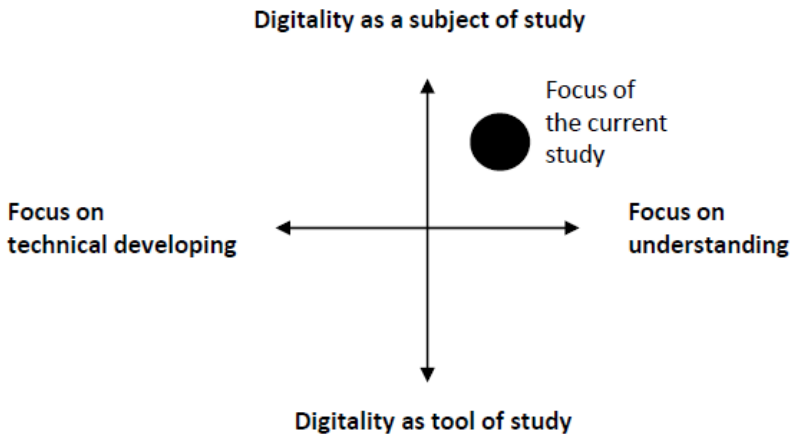 Digitality as a subject of study
Focus of
the current
study
Focus on
technical developing
Focus on
understanding
Digitality as tool of study